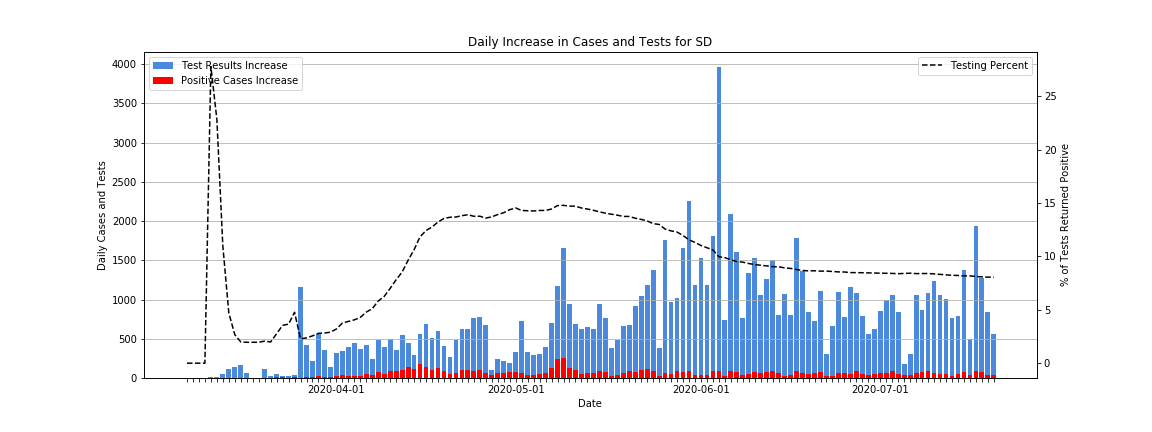 Daily Increase in Cases and Tests for SD
Test Results Increase
Positive Cases Increase
Testing Percent
4000
3500
3000
2500
2000
1500
1000
500
0
Daily Cases and Tests
25
20
15
10
5
0
% of Tests Returned Positive
2020-04-01
2020-05-01
2020-06-01
2020-07-01
Date